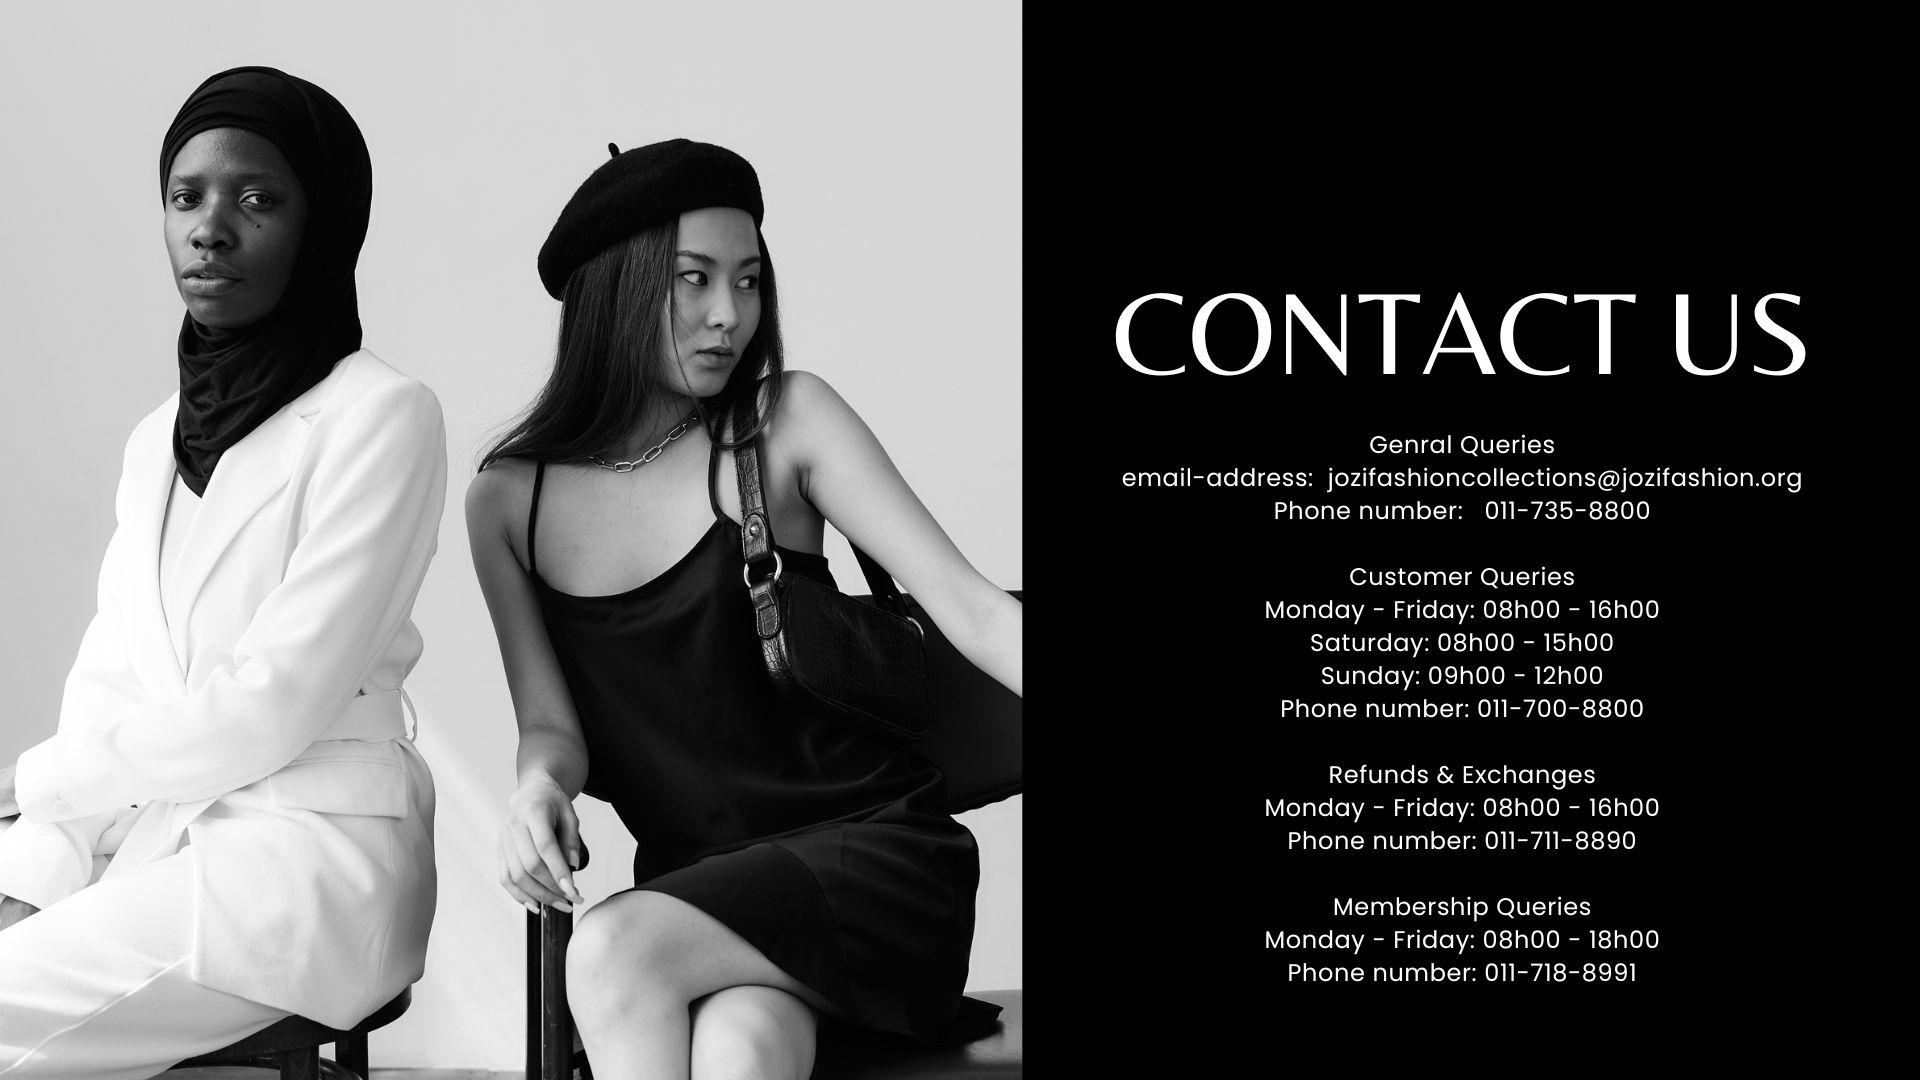 CONTACT US
Genral Queries
email-address: jozifashioncollections@jozifashion.org
Phone number: 011-735-8800
Customer Queries
Monday - Friday: 08h00 - 16h00
Saturday: 08h00 - 15h00
Sunday: 09h00 - 12h00
Phone number: 011-700-8800
Refunds & Exchanges
Monday - Friday: 08h00 - 16h00
Phone number: 011-711-8890
Membership Queries
Monday - Friday: 08h00 - 18h00
Phone number: 011-718-8991